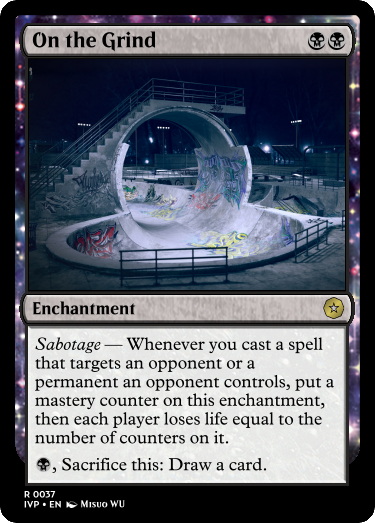 On the Grind
Enchantment
Sabotage — Whenever you cast a spell
that targets an opponent or a
permanent an opponent controls, put a
mastery counter on this enchantment,
then each player loses life equal to the
number of counters on it.
, Sacrifice this: Draw a card.
R 0037
IVP • EN Misuo WU